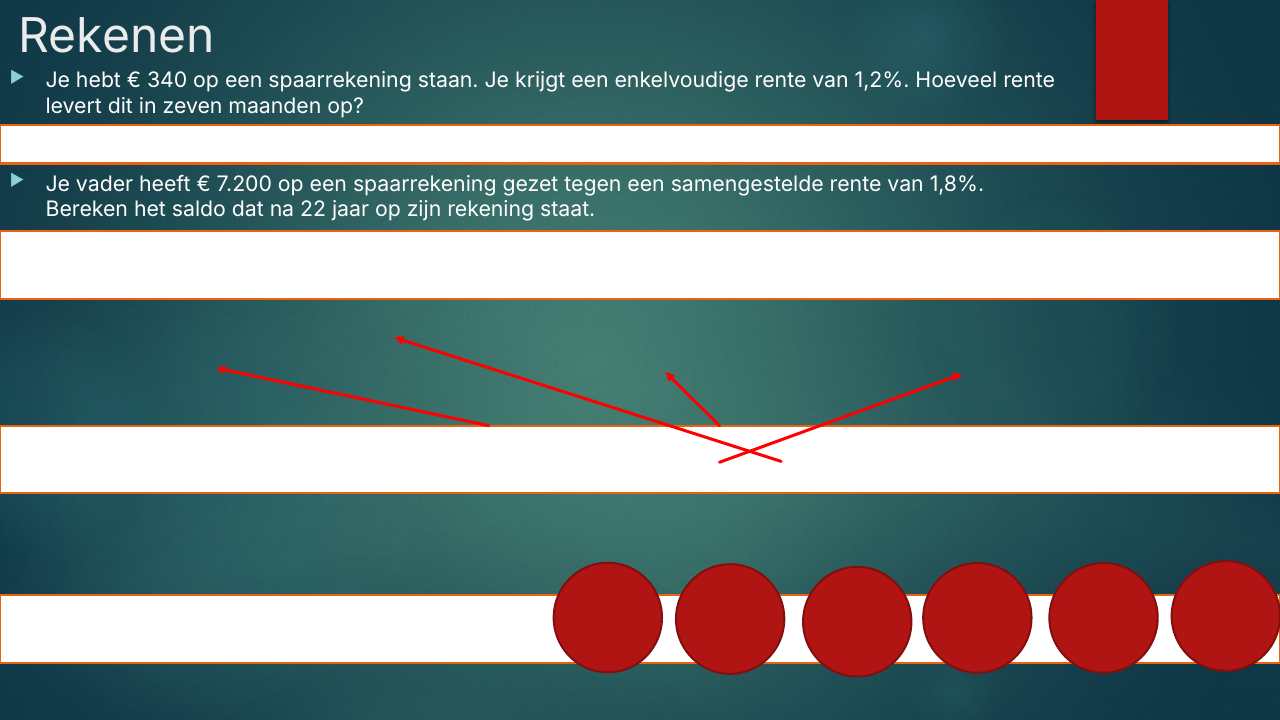 Rekenen
Je hebt € 340 op een spaarrekening staan. Je krijgt een enkelvoudige rente van 1,2%. Hoeveel rente
levert dit in zeven maanden op?
Je vader heeft € 7.200 op een spaarrekening gezet tegen een samengestelde rente van 1,8%.
Bereken het saldo dat na 22 jaar op zijn rekening staat.